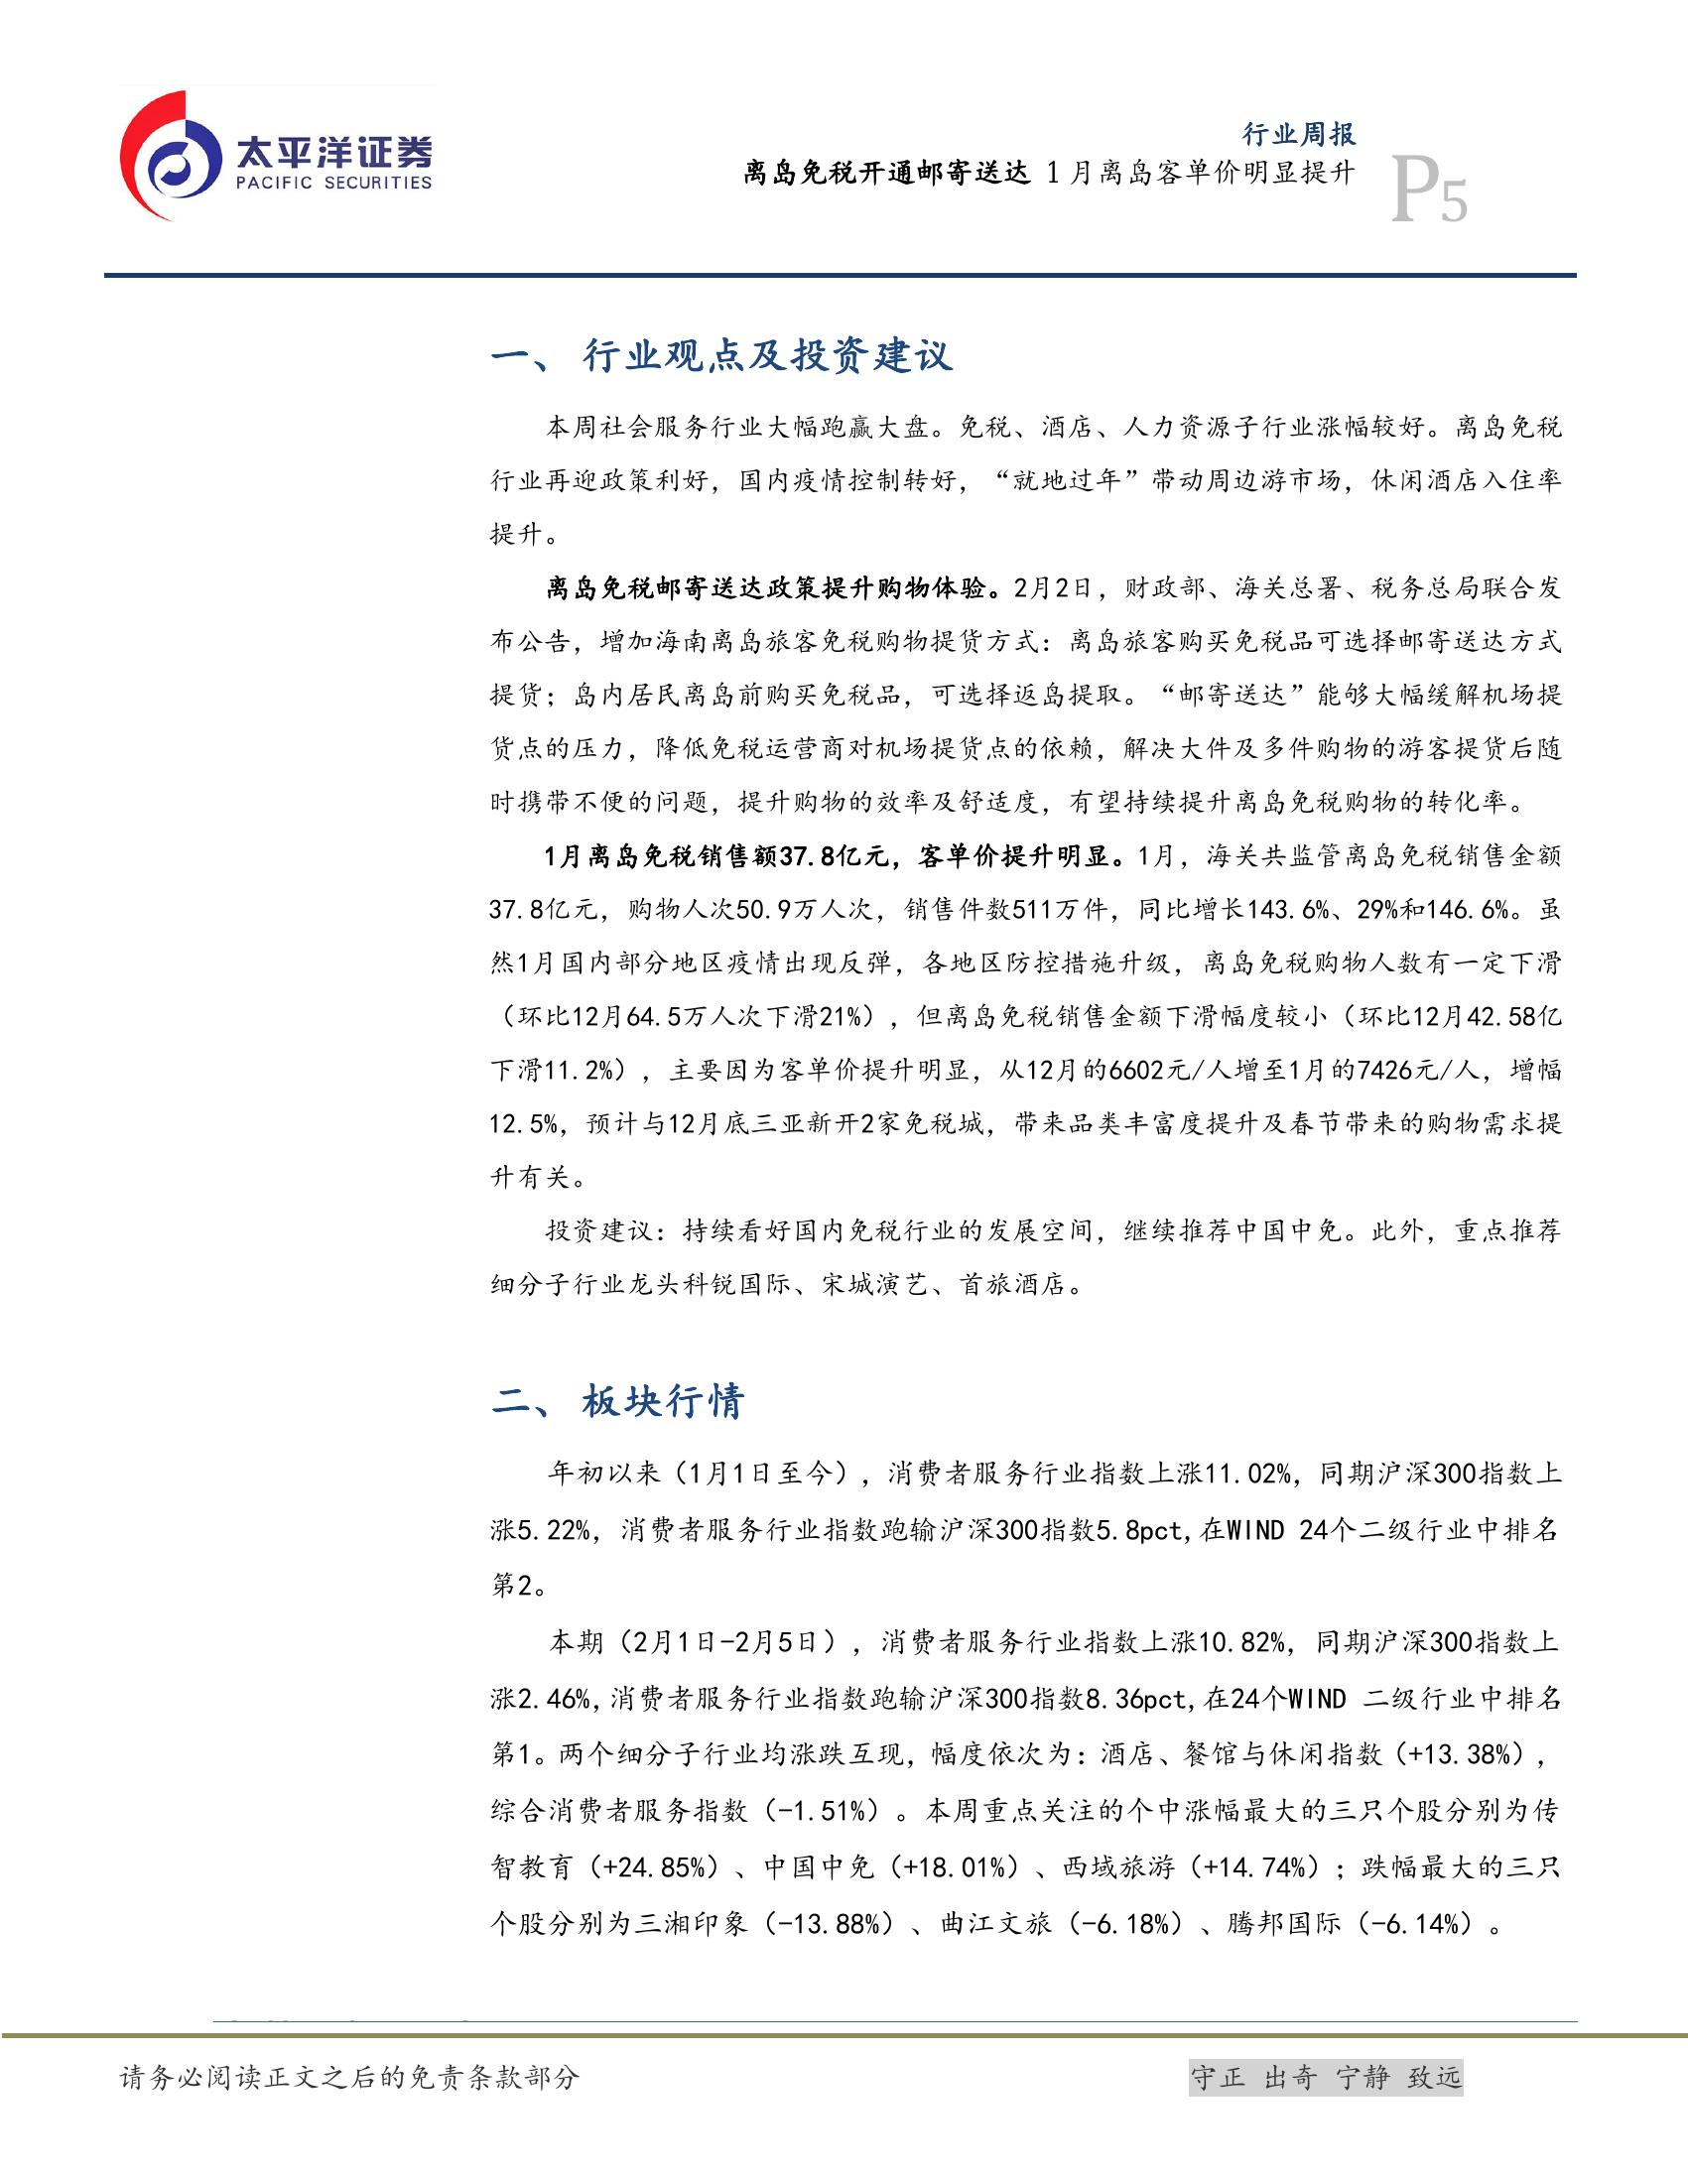 太平洋证券
PACIFIC SECURITIES
行业周报
离岛免税开通邮寄送达 1月离岛客单价明显提升
P5
一、 行业观点及投资建议
本周社会服务行业大幅跑赢大盘。免税、酒店、人力资源子行业涨幅较好。离岛免税
行业再迎政策利好，国内疫情控制转好，“就地过年”带动周边游市场，休闲酒店入住率
提升。
离岛免税邮寄送达政策提升购物体验。2月2日，财政部、海关总署、税务总局联合发
布公告，增加海南离岛旅客免税购物提货方式：离岛旅客购买免税品可选择邮寄送达方式
提货；岛内居民离岛前购买免税品，可选择返岛提取。“邮寄送达”能够大幅缓解机场提
货点的压力，降低免税运营商对机场提货点的依赖，解决大件及多件购物的游客提货后随
时携带不便的问题，提升购物的效率及舒适度，有望持续提升离岛免税购物的转化率。
1月离岛免税销售额37.8亿元，客单价提升明显。1月，海关共监管离岛免税销售金额
37.8亿元，购物人次50.9万人次，销售件数511万件，同比增长143.6%、29%和146.6%。虽
然1月国内部分地区疫情出现反弹，各地区防控措施升级，离岛免税购物人数有一定下滑
（环比12月64.5万人次下滑21%），但离岛免税销售金额下滑幅度较小（环比12月42.58亿
下滑11.2%），主要因为客单价提升明显，从12月的6602元/人增至1月的7426元/人，增幅
12.5%，预计与12月底三亚新开2家免税城，带来品类丰富度提升及春节带来的购物需求提
升有关。
投资建议：持续看好国内免税行业的发展空间，继续推荐中国中免。此外，重点推荐
细分子行业龙头科锐国际、宋城演艺、首旅酒店。
二、 板块行情
年初以来（1月1日至今），消费者服务行业指数上涨11.02%，同期沪深300指数上
涨5.22%，消费者服务行业指数跑输沪深300指数5.8pct,在WIND 24个二级行业中排名
第2。
本期（2月1日-2月5日），消费者服务行业指数上涨10.82%，同期沪深300指数上
涨2.46%,消费者服务行业指数跑输沪深300指数8.36pct,在24个WIND 二级行业中排名
第1。两个细分子行业均涨跌互现，幅度依次为：酒店、餐馆与休闲指数（+13.38%），
综合消费者服务指数（-1.51%）。本周重点关注的个中涨幅最大的三只个股分别为传
智教育（+24.85%）、中国中免（+18.01%）、西域旅游（+14.74%）；跌幅最大的三只
个股分别为三湘印象（-13.88%）、曲江文旅（-6.18%）、腾邦国际（-6.14%）。
请务必阅读正文之后的免责条款部分
守正 出奇 宁静 致远